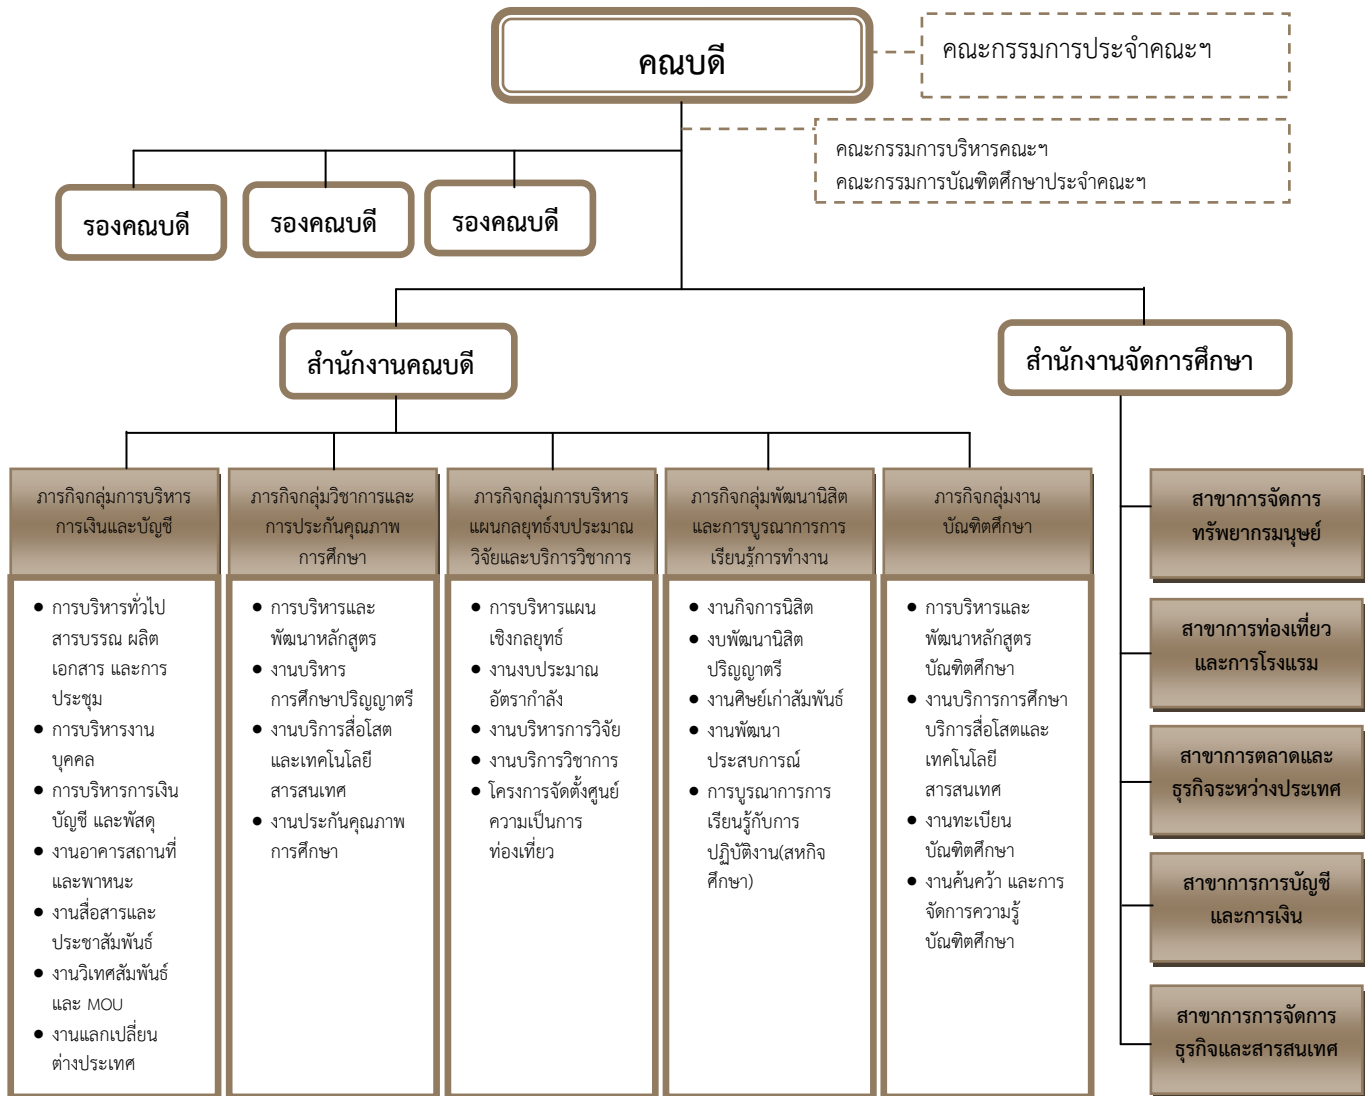 คณบดี
คณะกรรมการประจำคณะฯ
คณะกรรมการบริหารคณะฯ
คณะกรรมการบัณฑิตศึกษาประจำคณะฯ
รองคณบดี
รองคณบดี
รองคณบดี
สำนักงานคณบดี
สำนักงานจัดการศึกษา
ภารกิจกลุ่มการบริหาร
การเงินและบัญชี
• การบริหารทั่วไป
สารบรรณ ผลิต
เอกสาร และการ
ประชุม
• การบริหารงาน
บุคคล
• การบริหารการเงิน
บัญชี และพัสดุ
• งานอาคารสถานที่
และพาหนะ
• งานสื่อสารและ
ประชาสัมพันธ์
• งานวิเทศสัมพันธ์
และ MOU
• งานแลกเปลี่ยน
ต่างประเทศ
ภารกิจกลุ่มวิชาการและ
การประกันคุณภาพ
การศึกษา
• การบริหารและ
พัฒนาหลักสูตร
• งานบริหาร
การศึกษาปริญญาตรี
• งานบริการสื่อโสต
และเทคโนโลยี
สารสนเทศ
• งานประกันคุณภาพ
การศึกษา
ภารกิจกลุ่มการบริหาร
แผนกลยุทธ์งบประมาณ
วิจัยและบริการวิชาการ
• การบริหารแผน
เชิงกลยุทธ์
• งานงบประมาณ
อัตรากำลัง
• งานบริหารการวิจัย
• งานบริการวิชาการ
• โครงการจัดตั้งศูนย์
ความเป็นการ
ท่องเที่ยว
ภารกิจกลุ่มพัฒนานิสิต
และการบูรณาการการ
เรียนรู้การทำงาน
• งานกิจการนิสิต
• งบพัฒนานิสิต
ปริญญาตรี
• งานศิษย์เก่าสัมพันธ์
• งานพัฒนา
ประสบการณ์
• การบูรณาการการ
เรียนรู้กับการ
ปฏิบัติงาน(สหกิจ
ศึกษา)
ภารกิจกลุ่มงาน
บัณฑิตศึกษา
• การบริหารและ
พัฒนาหลักสูตร
บัณฑิตศึกษา
• งานบริการการศึกษา
บริการสื่อโสตและ
เทคโนโลยี
สารสนเทศ
• งานทะเบียน
บัณฑิตศึกษา
• งานค้นคว้า และการ
จัดการความรู้
บัณฑิตศึกษา
สาขาการจัดการ
ทรัพยากรมนุษย์
สาขาการท่องเที่ยว
และการโรงแรม
สาขาการตลาดและ
ธุรกิจระหว่างประเทศ
สาขาการการบัญชี
และการเงิน
สาขาการการจัดการ
ธุรกิจและสารสนเทศ